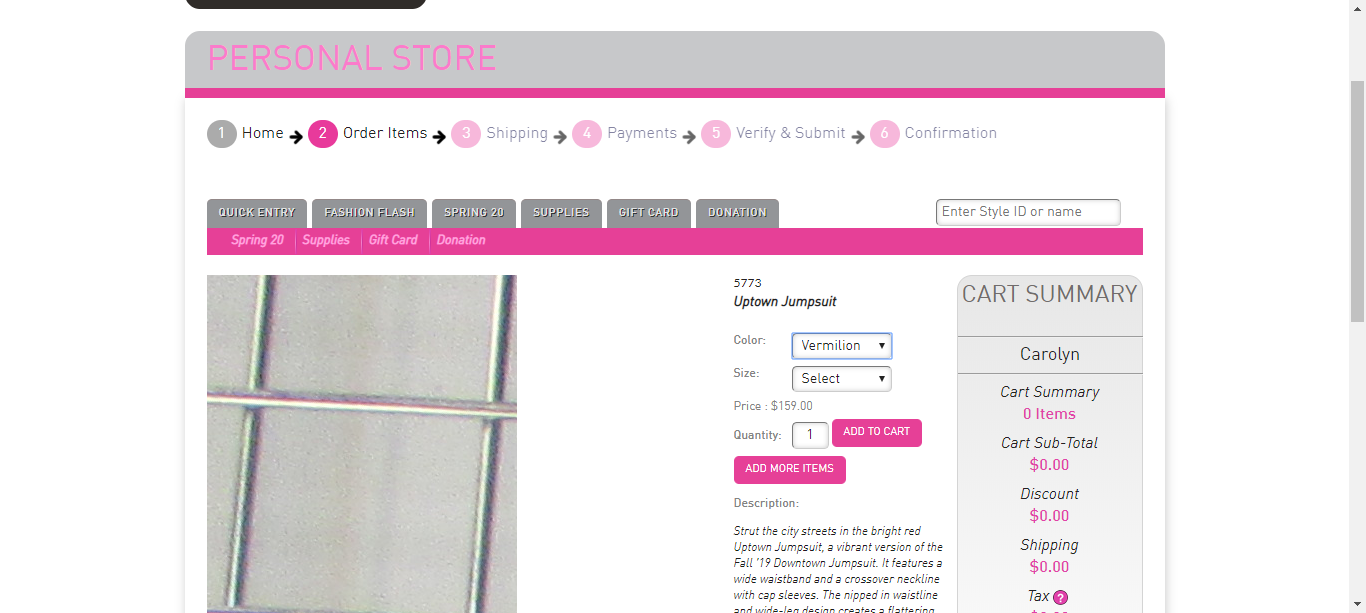 PERSONAL STORE
1 Home 2 Order Items 3 Shipping 4 Payments 5 Verify & Submit 6 Confirmation
QUICK ENTRY FASHION FLASH SPRING 20 SUPPLIES GIFT CARD DONATION Enter Style ID or name
Spring 20 Supplies Gift Card Donation
5773
Uptown Jumpsuit
Color: Vermilion
Size: Select
Price : $159.00
Quantity: 1 ADD TO CART
ADD MORE ITEMS
Description:
Strut the city streets in the bright red
Uptown Jumpsuit, a vibrant version of the
Fall '19 Downtown Jumpsuit. It features a
wide waistband and a crossover neckline
with cap sleeves. The nipped in waistline
and wide-leg design creates a flattering
CART SUMMARY
Carolyn
Cart Summary
0 Items
Cart Sub-Total
$0.00
Discount
$0.00
Shipping
$0.00
Tax ?